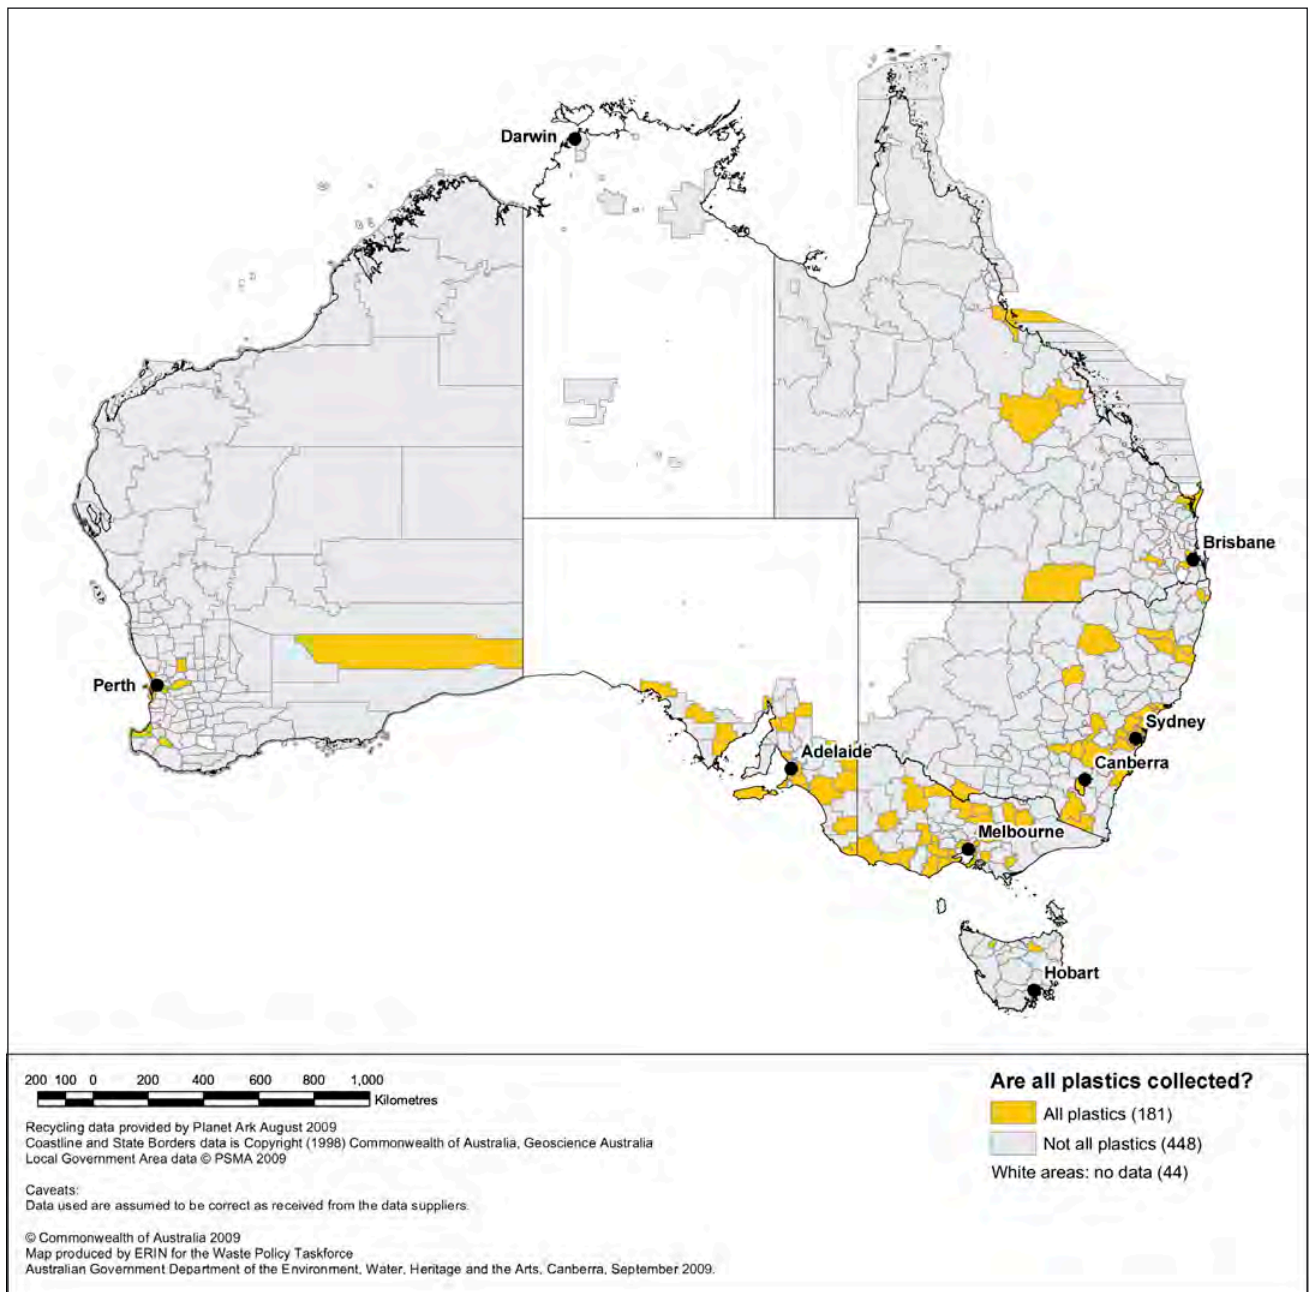 Darwin
Brisbane
Perth
Sydney
Adelaide
Canberra
Melbourne
Hobart
200 100 0 200 400 600 800 1,000
Kilometres
Recycling data provided by Planet Ark August 2009
Coastline and State Borders data is Copyright (1998) Commonwealth of Australia, Geoscience Australia
Local Government Area data © PSMA 2009
Caveats:
Data used are assumed to be correct as received from the data suppliers.
© Commonwealth of Australia 2009
Map produced by ERIN for the Waste Policy Taskforce
Australian Government Department of the Environment, Water, Heritage and the Arts, Canberra, September 2009.
Are all plastics collected?
All plastics (181)
Not all plastics (448)
White areas: no data (44)